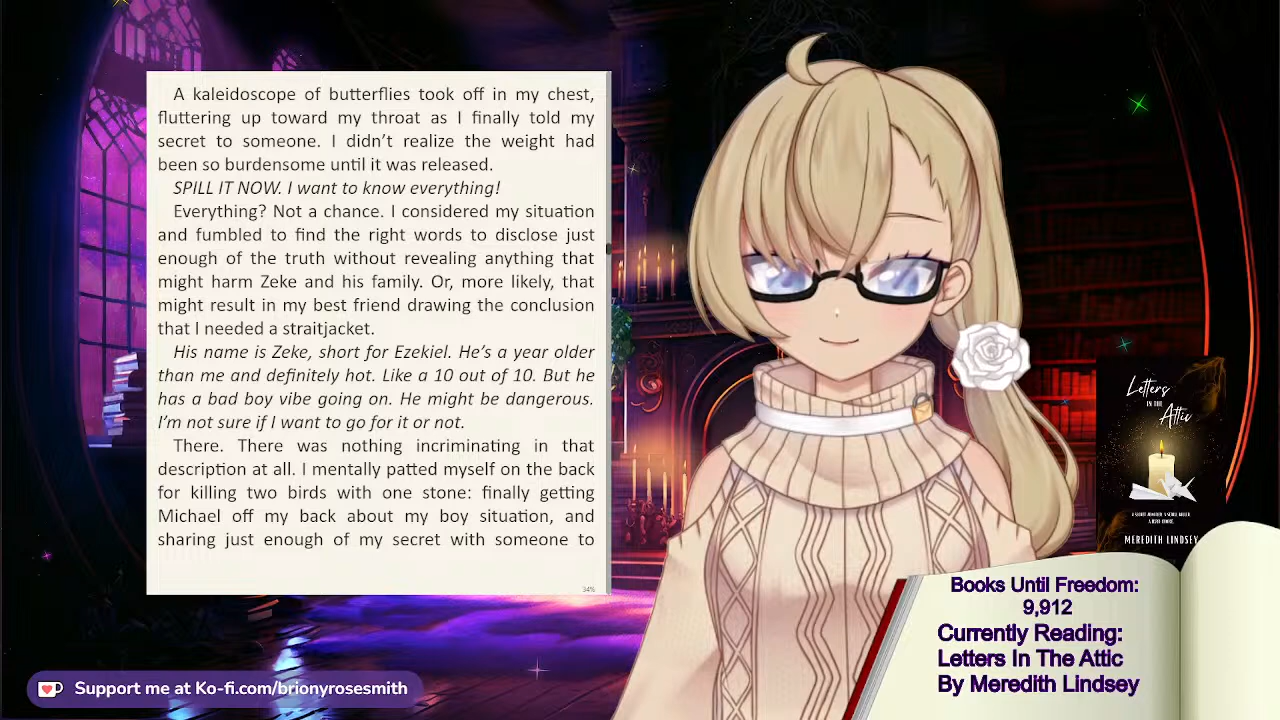 A kaleidoscope of butterflies took off in my chest,
fluttering up toward my throat as I finally told my
secret to someone. I didn’t realize the weight had
been so burdensome until it was released.
SPILL IT NOW. I want to know everything!
Everything? Not a chance. I considered my situation
and fumbled to find the right words to disclose just
enough of the truth without revealing anything that
might harm Zeke and his family. Or, more likely, that
might result in my best friend drawing the conclusion
that I needed a straitjacket.
His name is Zeke, short for Ezekiel. He’s a year older
than me and definitely hot. Like a 10 out of 10. But he
has a bad boy vibe going on. He might be dangerous.
I’m not sure if I want to go for it or not.
There. There was nothing incriminating in that
description at all. I mentally patted myself on the back
for killing two birds with one stone: finally getting
Michael off my back about my boy situation, and
sharing just enough of my secret with someone to
34%
Letters
IN THE
Attic
MEREDITH LINDSEY
Books Until Freedom:
9,912
Currently Reading:
Letters In The Attic
By Meredith Lindsey
Support me at Ko-fi.com/brionyrosesmith